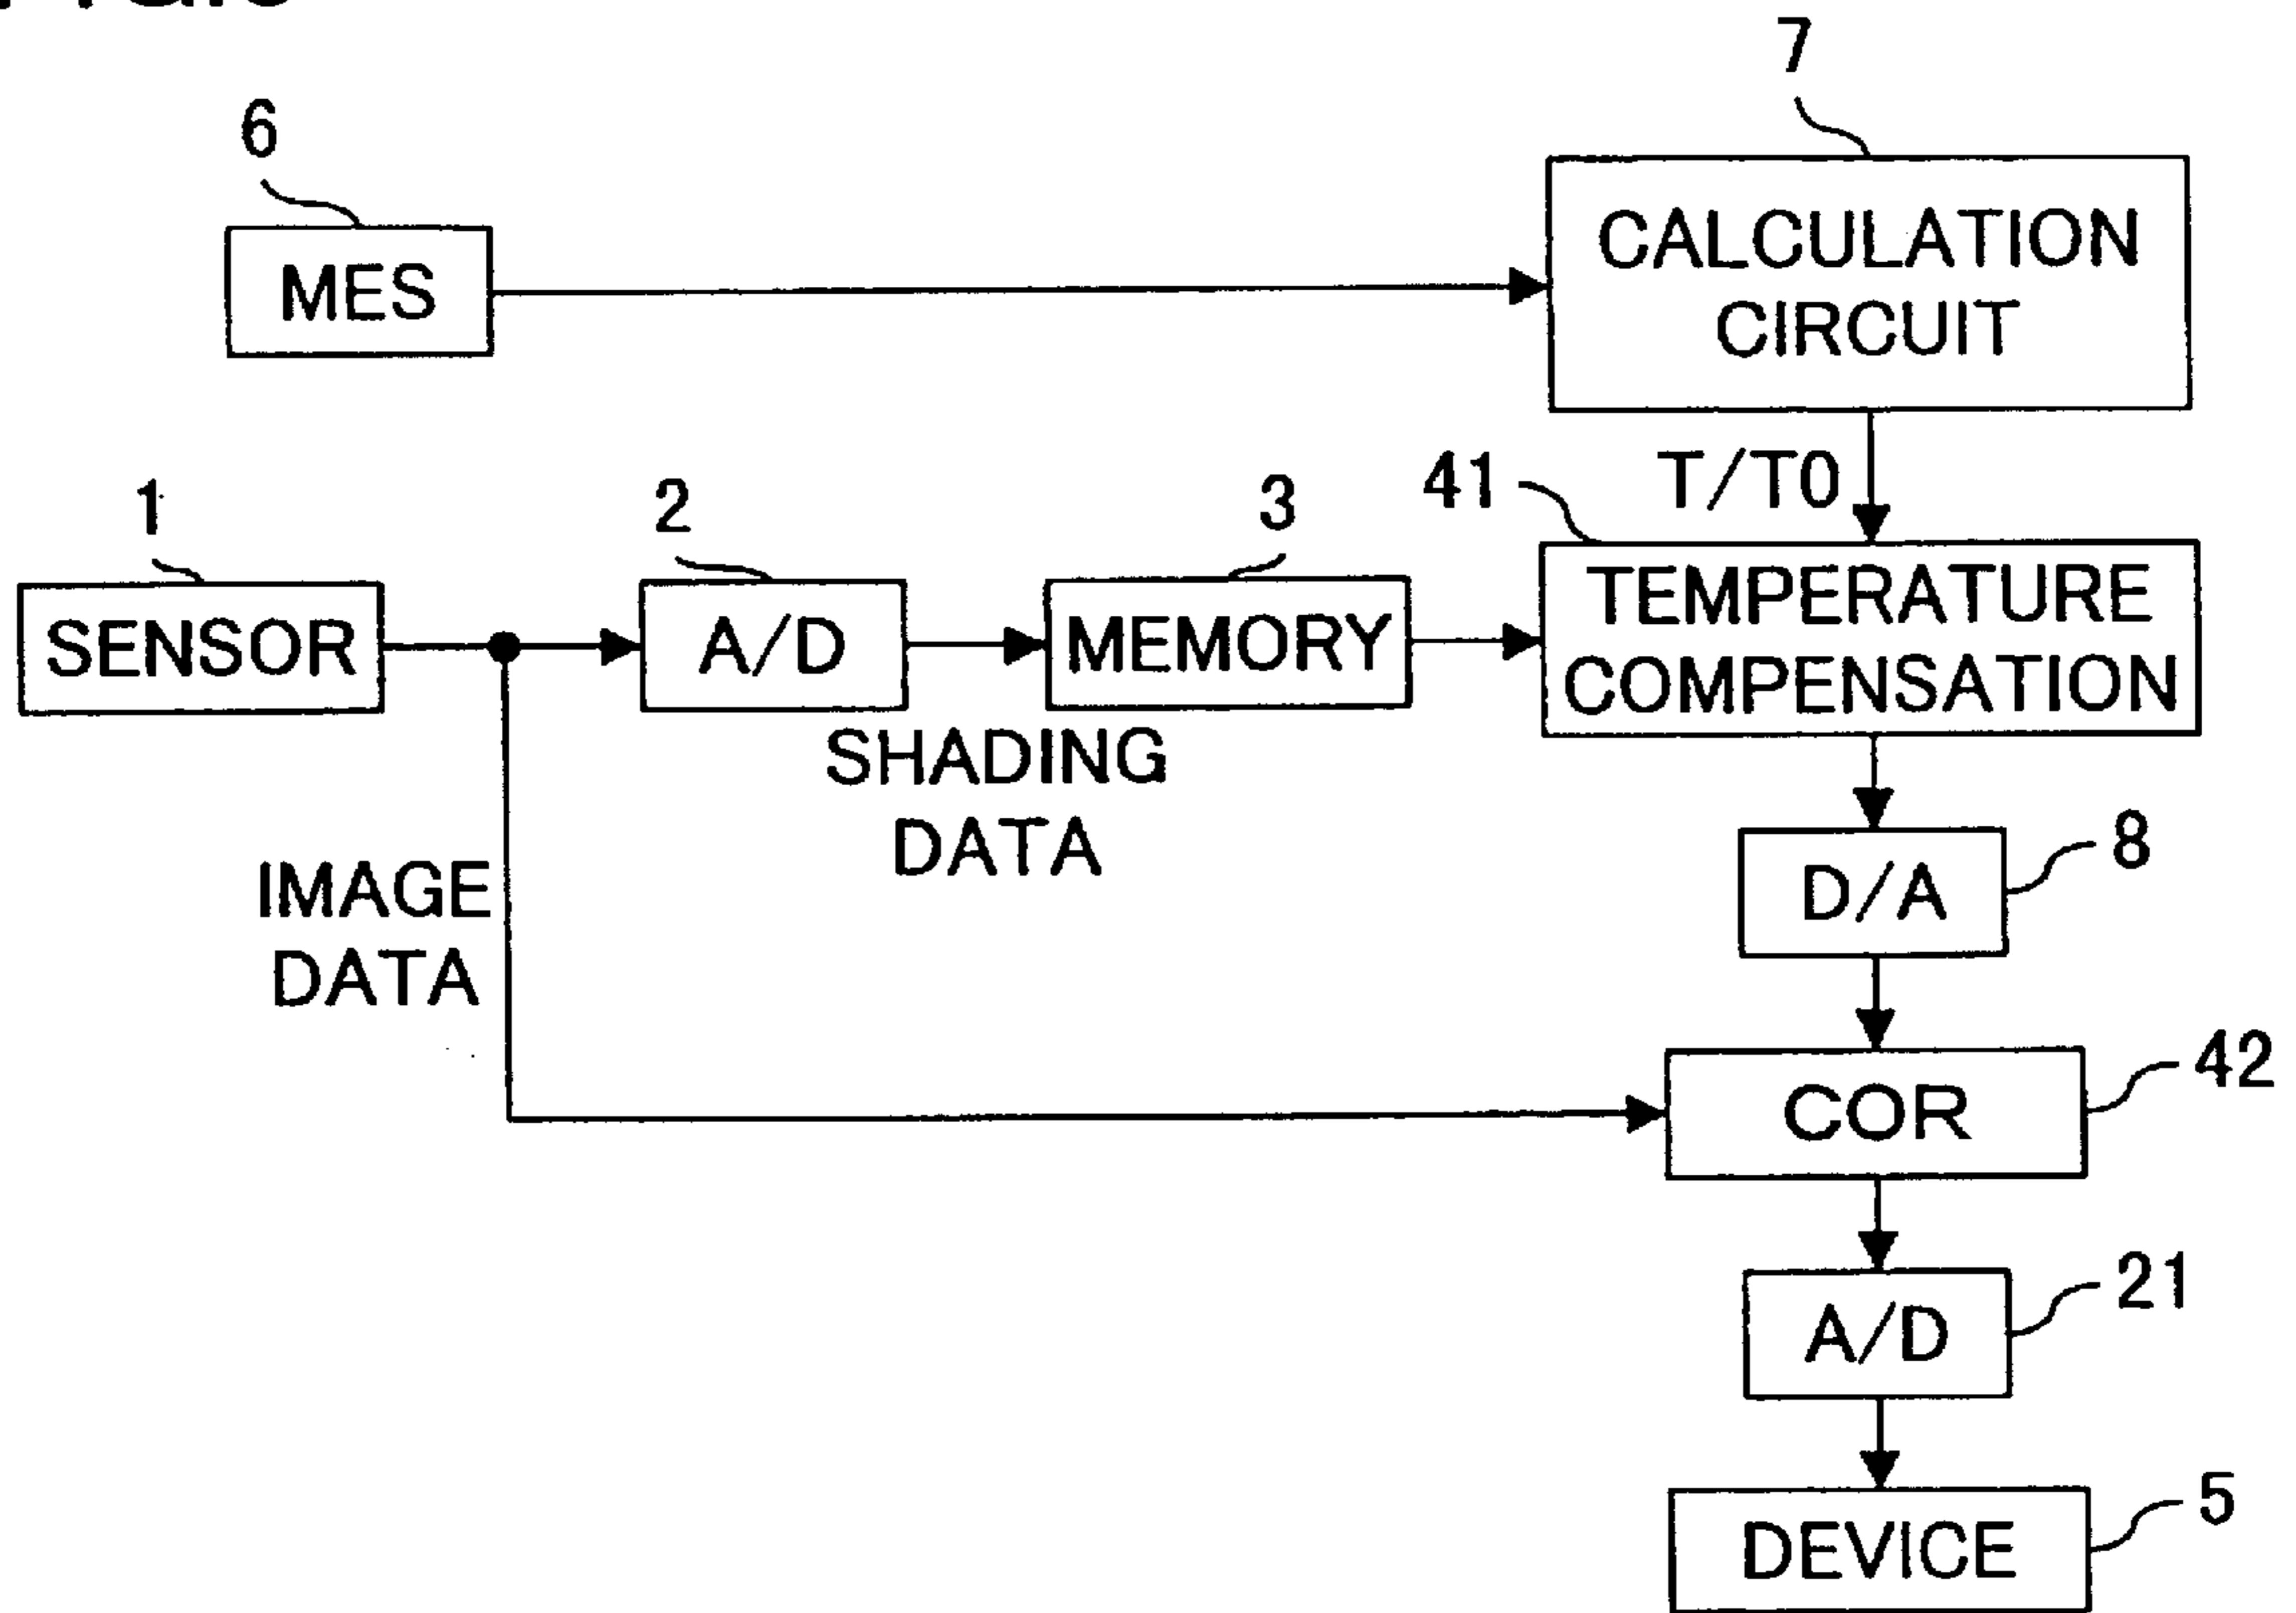 7
6
CALCULATION
CIRCUIT
MES
41
T/T0
1
2
3
SENSOR
A/D
MEMORY
TEMPERATURE
COMPENSATION
SHADING
DATA
IMAGE
DATA
D/A
8
COR
42
A/D
21
DEVICE
5